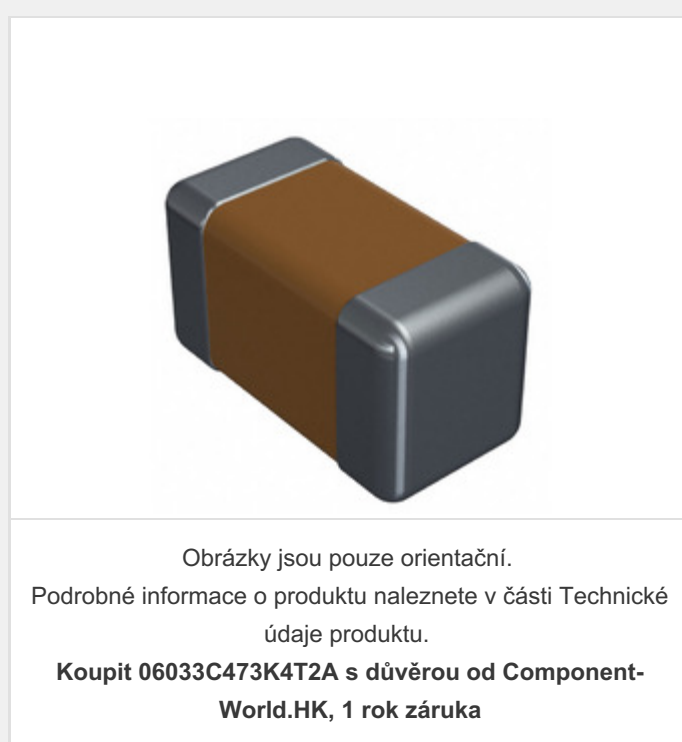 Obrázky jsou pouze orientační.
Podrobné informace o produktu naleznete v části Technické
údaje produktu.
Koupit 06033C473K4T2A s důvěrou od Component-
World.HK, 1 rok záruka